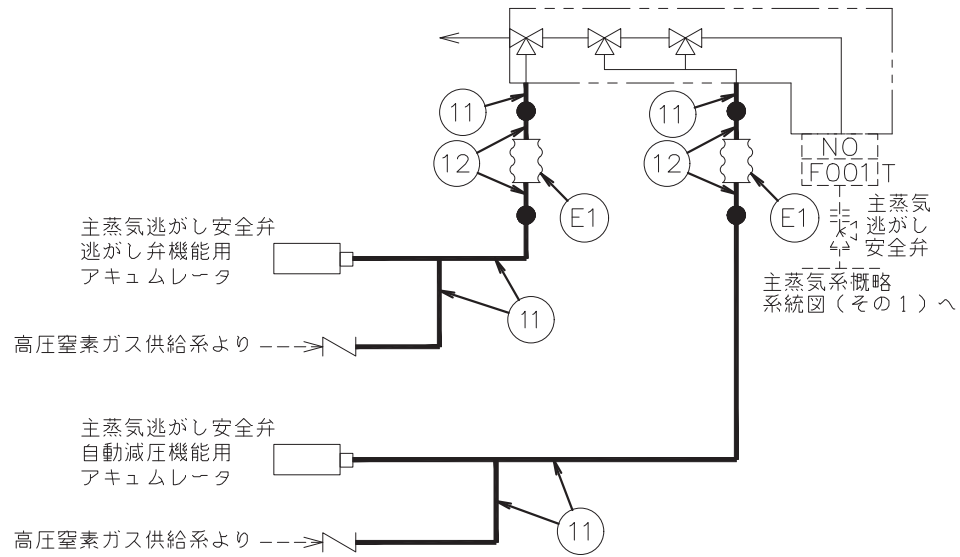 11
11
12
12
NO
F001 T
E1
E1
主蒸気
逃がし
安全弁
主蒸気系概略
系統図（その１）へ
主蒸気逃がし安全弁
逃がし弁機能用
アキュムレータ
11
高圧窒素ガス供給系より
主蒸気逃がし安全弁
自動減圧機能用
アキュムレータ
11
高圧窒素ガス供給系より